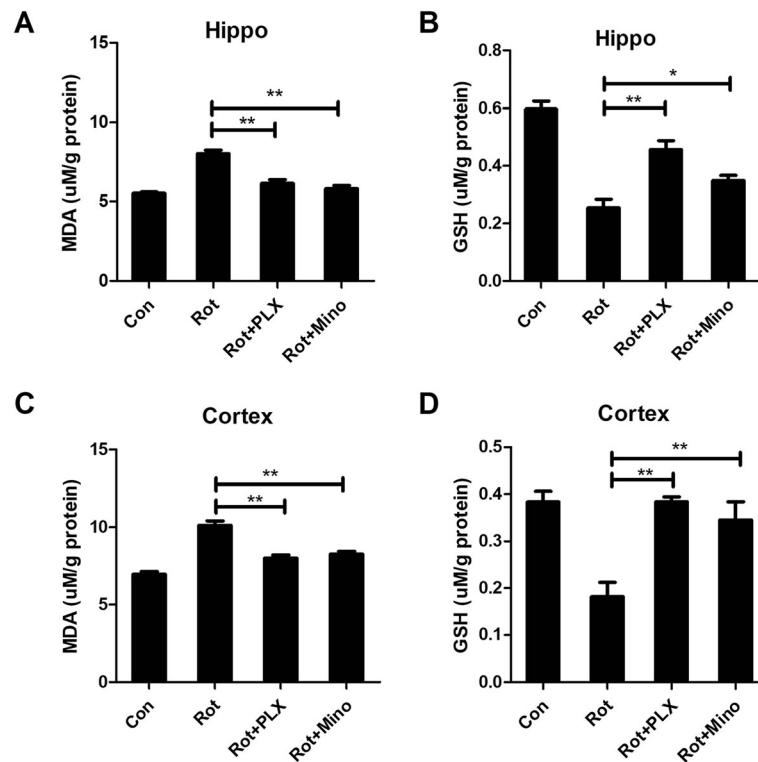 A
Hippo
MDA (uM/g protein)
15
10
5
0
**
**
Con
Rot
Rot+PLX
Rot+Mino
B
Hippo
GSH (uM/g protein)
0.8
0.6
0.4
0.2
0.0
*
**
Con
Rot
Rot+PLX
Rot+Mino
C
Cortex
MDA (uM/g protein)
15
10
5
0
**
**
Con
Rot
Rot+PLX
Rot+Mino
D
Cortex
GSH (uM/g protein)
0.5
0.4
0.3
0.2
0.1
0.0
**
**
Con
Rot
Rot+PLX
Rot+Mino